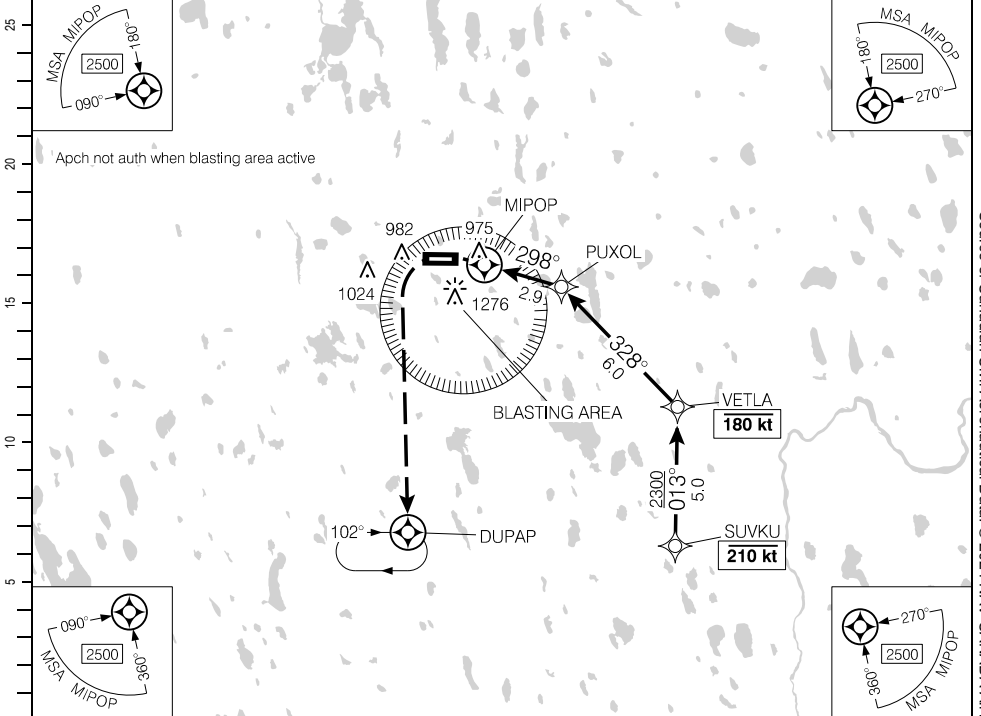 25
20
15
10
5
MSA MIPOP
180°
2500
090°
MSA MIPOP
180°
2500
270°
Apch not auth when blasting area active
MIPOP
982
975
PUXOL
298°
2.9
1024
1276
328°
6.0
BLASTING AREA
VETLA
180 kt
2300
013°
5.0
SUVKU
210 kt
102°
DUPAP
090°
2500
360°
MSA MIPOP
270°
2500
360°
MSA MIPOP